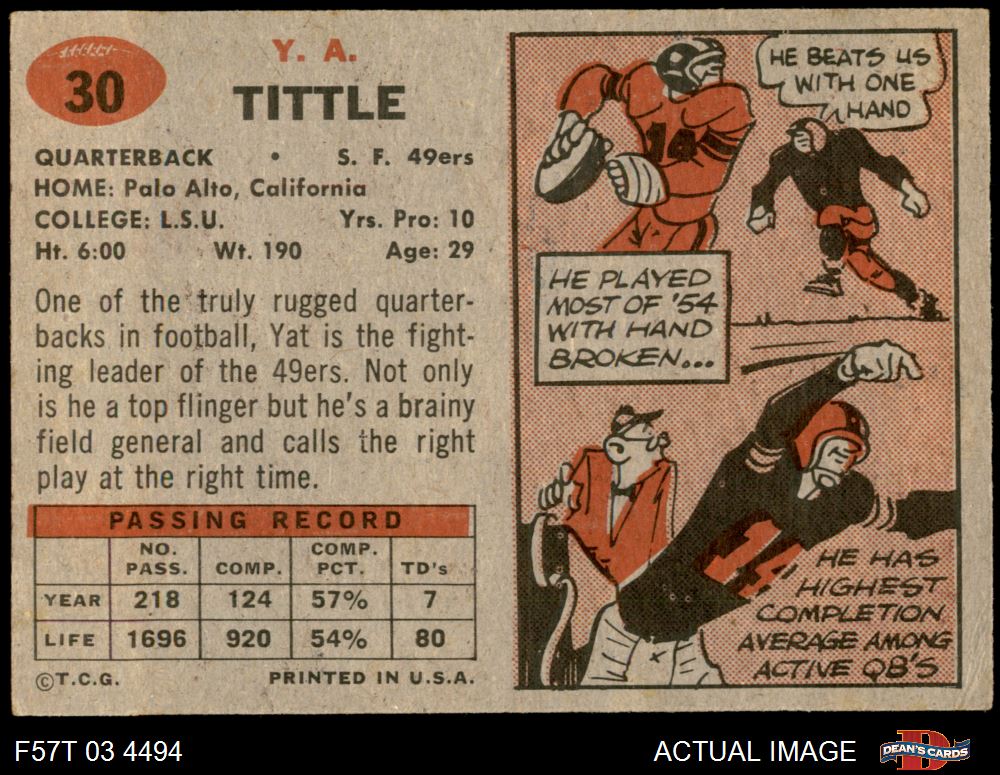 30
Y. A.
TITTLE
QUARTERBACK • S. F. 49ers
HOME: Palo Alto, California
COLLEGE: L.S.U. Yrs. Pro: 10
Ht. 6:00 Wt. 190 Age: 29
One of the truly rugged quarter-
backs in football, Yat is the fight-
ing leader of the 49ers. Not only
is he a top flinger but he's a brainy
field general and calls the right
play at the right time.
PASSING RECORD
NO. PASS. COMP. COMP. PCT. TD's
YEAR 218 124 57% 7
LIFE 1696 920 54% 80
©T.C.G. PRINTED IN U.S.A.
HE BEATS US
WITH ONE
HAND
14
HE PLAYED
MOST OF '54
WITH HAND
BROKEN...
14
HE HAS
HIGHEST
COMPLETION
AVERAGE AMONG
ACTIVE QB'S
F57T 03 4494
ACTUAL IMAGE
DEAN'S CARDS